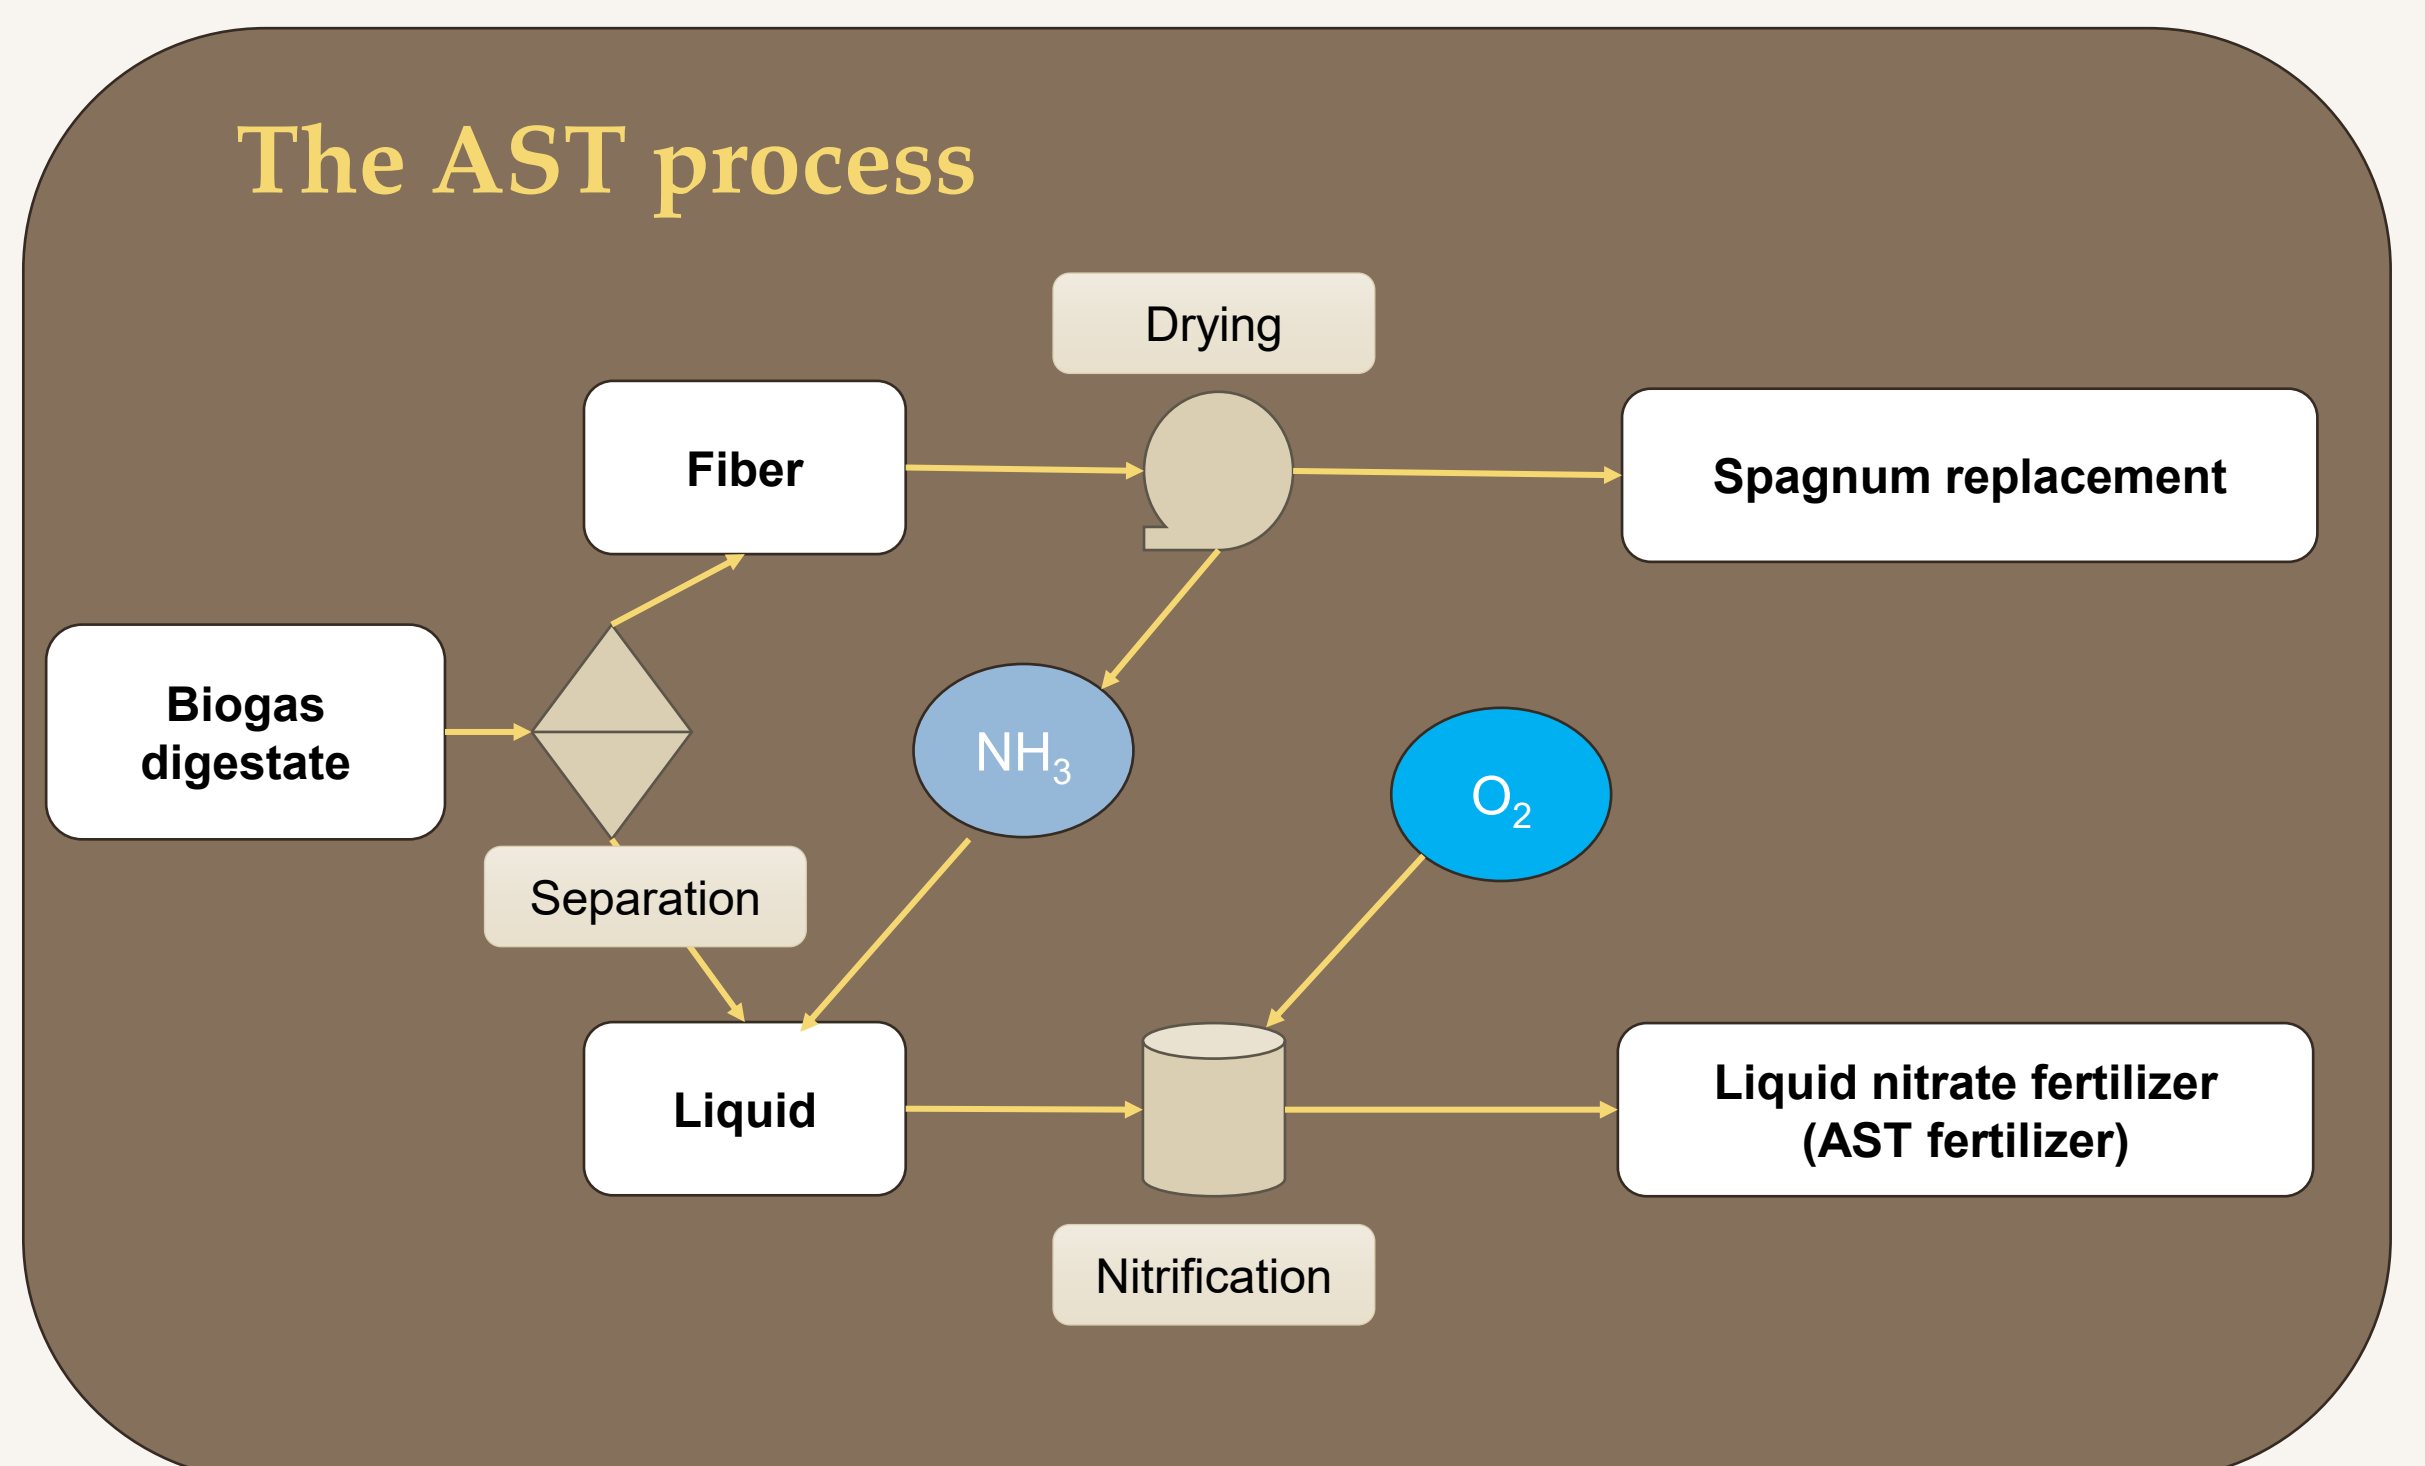 The AST process
Drying
Fiber
Spagnum replacement
Biogas
digestate
NH₃
O₂
Separation
Liquid
Liquid nitrate fertilizer
(AST fertilizer)
Nitrification